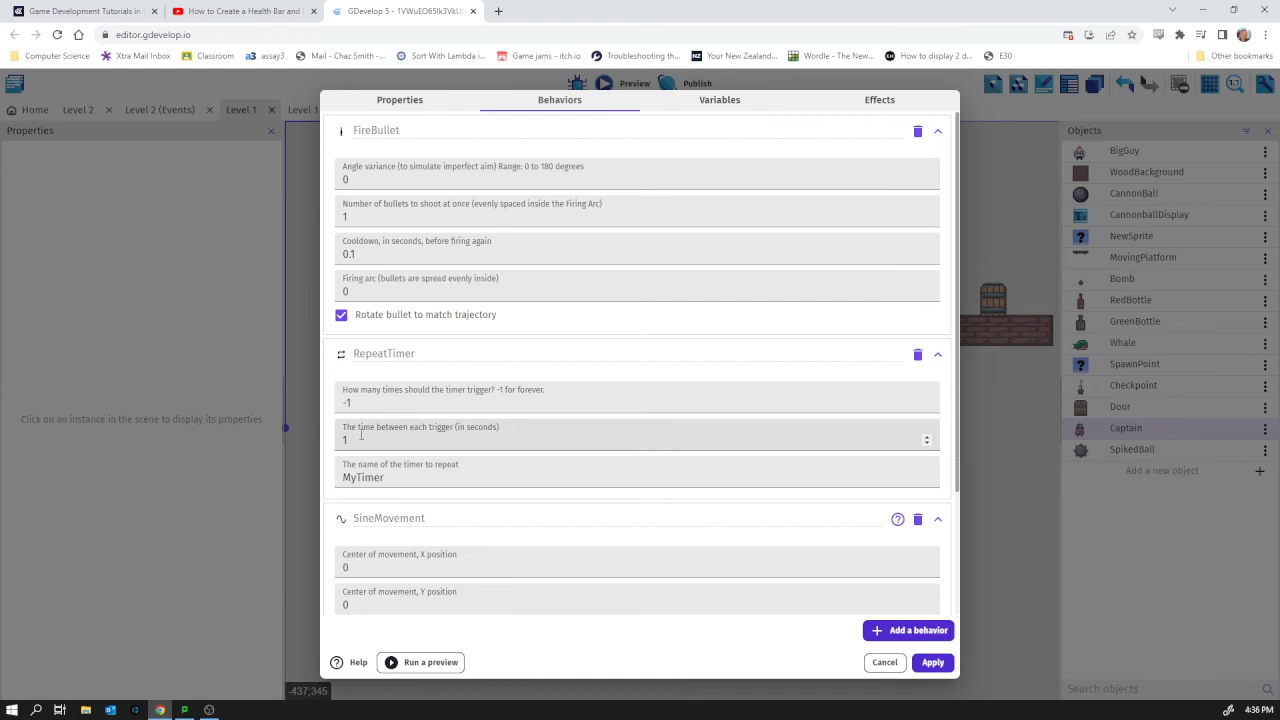 Game Development Tutorials in
How to Create a Health Bar and
GDevelop 5 - 1VWuEO65Ik3VkU
editor.gdevelop.io
Computer Science
Xtra Mail Inbox
Classroom
assay3
Mail - Chaz Smith -...
Sort With Lambda i...
Game jams - itch.io
Troubleshooting th...
Your New Zealand...
Wordle - The New...
How to display 2 d...
E30
Other bookmarks
Preview
Publish
Home
Level 2
Level 2 (Events)
Level 1
Level 1
Properties
Click on an instance in the scene to display its properties
Properties
Behaviors
Variables
Effects
FireBullet
Angle variance (to simulate imperfect aim) Range: 0 to 180 degrees
0
Number of bullets to shoot at once (evenly spaced inside the Firing Arc)
1
Cooldown, in seconds, before firing again
0.1
Firing arc (bullets are spread evenly inside)
0
Rotate bullet to match trajectory
RepeatTimer
How many times should the timer trigger? -1 for forever.
-1
The time between each trigger (in seconds)
1
The name of the timer to repeat
MyTimer
SineMovement
Center of movement, X position
0
Center of movement, Y position
0
Add a behavior
Help
Run a preview
Cancel
Apply
-437;345
Objects
BigGuy
WoodBackground
CannonBall
CannonballDisplay
NewSprite
MovingPlatform
Bomb
RedBottle
GreenBottle
Whale
SpawnPoint
Checkpoint
Door
Captain
SpikedBall
Add a new object
Search objects
4:36 PM